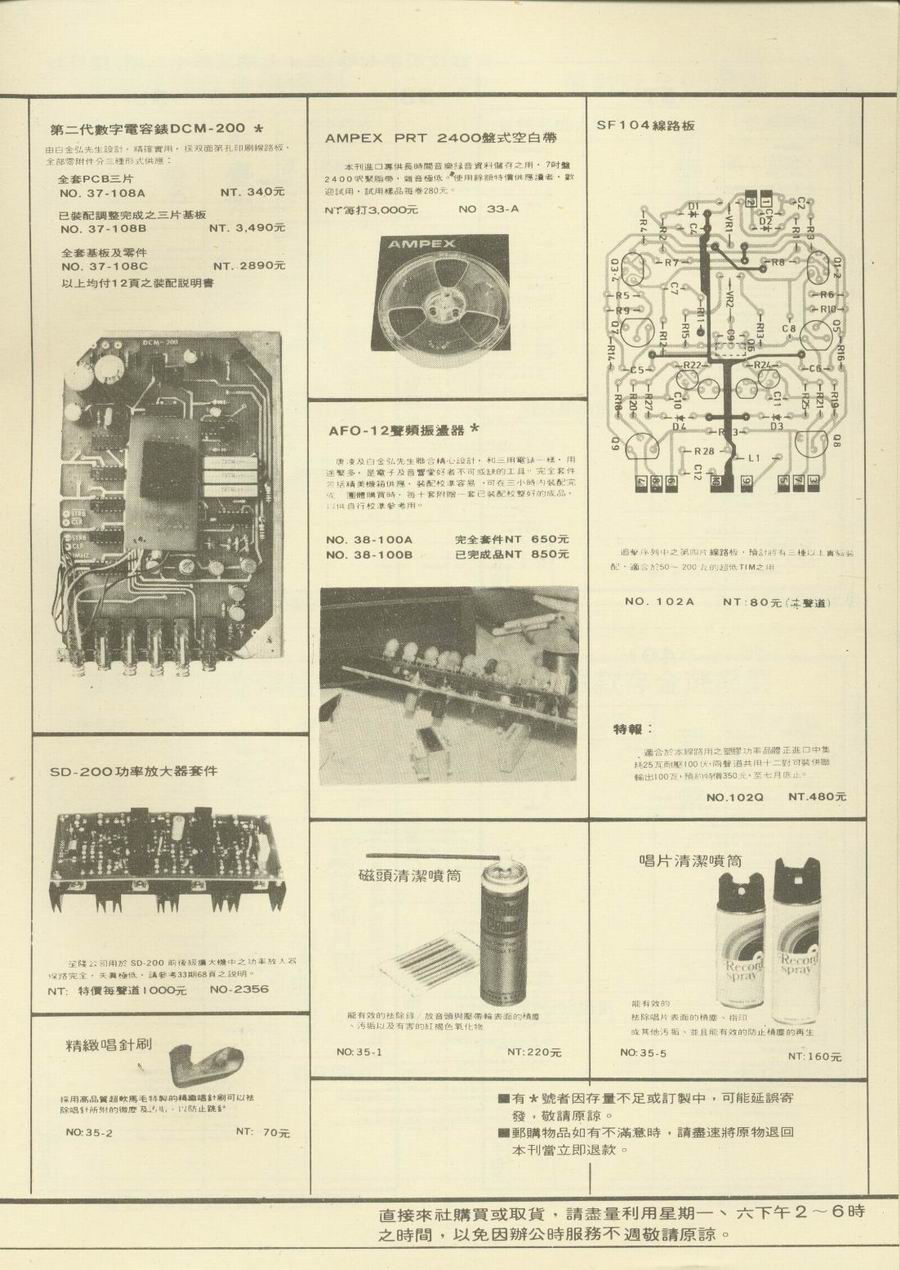 第二代數字電容錶DCM-200 *
由白金弘先生設計，精確實用，採双面第孔印刷線路板，
全部零附件分三種形式供應：
全套PCB三片
NO. 37-108A NT. 340元
已裝配調整完成之三片基板
NO. 37-108B NT. 3,490元
全套基板及零件
NO. 37-108C NT. 2890元
以上均付12頁之裝配說明書
DCM-200
STRB
CLR
STRB
CLR
1MHZ
SD-200功率放大器套件
公司用於 SD-200 前後級擴大機中之功率放大器
完全，失真極低，請參考33期68頁之說明。
NT: 特價每聲道1000元 NO-2356
精緻唱針刷
採用高品質超軟馬毛特製的精緻唱針刷可以祛
除唱針所附的微塵及污垢，以防止跳針
NO:35-2 NT: 70元
AMPEX PRT 2400盤式空白帶
本刊進口專供長時間音樂錄音資料儲存之用，7吋盤
2400呎聚脂帶，雜音極低。使用餘額特價供應讀者，歡
迎試用，試用樣品每卷280元。
NT每打3,000元 NO 33-A
AMPEX
AFO-12聲頻振盪器*
唐凌及白金弘先生聯合精心設計，和三用電錶一樣，用
途繁多，是電子及音響愛好者不可或缺的工具。完全套件
包括精美機箱供應，裝配校準容易，可在三小時內裝配完
成 團體購買時，每十套附贈一套已裝配校整好的成品，
以供自行校準參考用。
NO. 38-100A 完全套件NT 650元
NO. 38-100B 已完成品NT 850元
磁頭清潔噴筒
能有效的祛除錄／放音頭與壓帶輪表面的積塵
、污垢以及有害的紅褐色氧化物
NO:35-1 NT:220元
SF104線路板
D1
C4
VR1
2
1
D2
C2
R4
R2
R1
R3
Q3-4
R7
R8
Q1-2
R5
C7
VR2
R6
R9
R11
R10
Q7
R12
R15
C9
Q6
R13
C8
Q5
R14
R16
C5
R22
R24
C6
R18
R20
R27
C10
C11
R25
R21
R19
D4
D3
Q9
R28
L1
Q8
C12
序列中之第四片線路板，預計將有三種以上實驗裝
配，適合於50～200瓦的超低TIM之用
NO. 102A NT:80元(　聲道)
特報：
適合於本線路用之塑膠功率晶體正進口中集
耗25瓦耐壓100伏，兩聲道共用十二對可裝併聯
輸出100瓦，預約特價350元，至七月底止。
NO.102Q NT.480元
唱片清潔噴筒
Record
spray
Record
spray
能有效的
祛除唱片表面的積塵、指印
或其他污垢、並且能有效的防止積塵的再生
NO:35-5 NT:160元
■有*號者因存量不足或訂製中，可能延誤寄
發，敬請原諒。
■郵購物品如有不滿意時，請盡速將原物退回
本刊當立即退款。
直接來社購買或取貨，請盡量利用星期一、六下午2～6時
之時間，以免因辦公時服務不週敬請原諒。